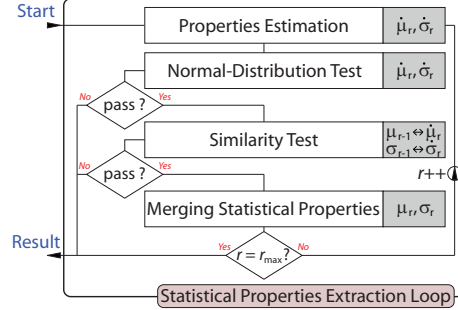 Start
Properties Estimation
μ̇r, σ̇r
Normal-Distribution Test
μ̇r, σ̇r
No
pass ?
Yes
Similarity Test
μr-1 ⇔ μ̇r
σr-1 ⇔ σ̇r
No
pass ?
Yes
r++
Merging Statistical Properties
μr, σr
Result
Yes
r = rmax?
No
Statistical Properties Extraction Loop